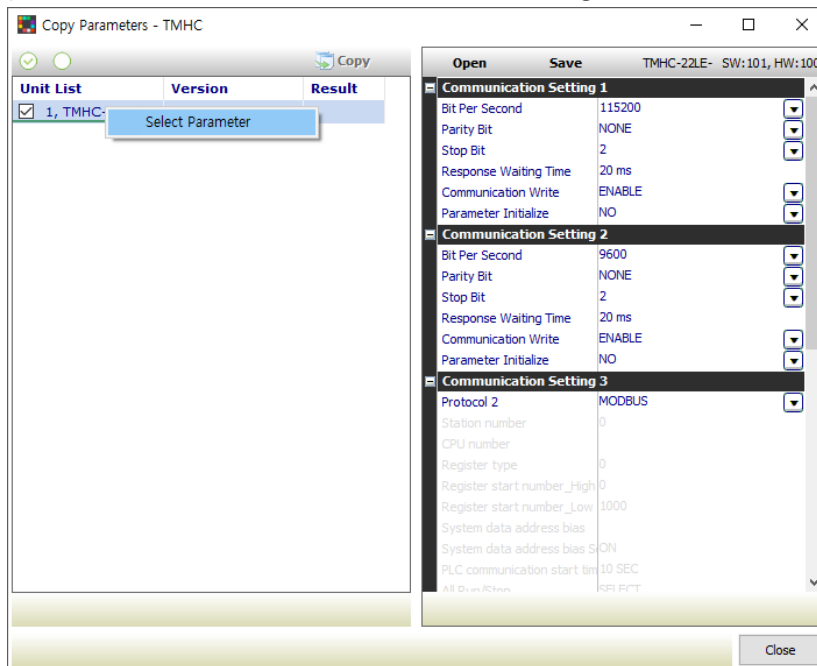 Copy Parameters - TMHC
Copy
Unit List Version Result
1, TMHC-
Select Parameter
Open Save TMHC-22LE- SW:101, HW:100
Communication Setting 1
Bit Per Second 115200
Parity Bit NONE
Stop Bit 2
Response Waiting Time 20 ms
Communication Write ENABLE
Parameter Initialize NO
Communication Setting 2
Bit Per Second 9600
Parity Bit NONE
Stop Bit 2
Response Waiting Time 20 ms
Communication Write ENABLE
Parameter Initialize NO
Communication Setting 3
Protocol 2 MODBUS
Station number 0
CPU number
Register type 0
Register start number_High 0
Register start number_Low 1000
System data address bias
System data address bias S ON
PLC communication start tim 10 SEC
All Run/Stop SELECT
Close